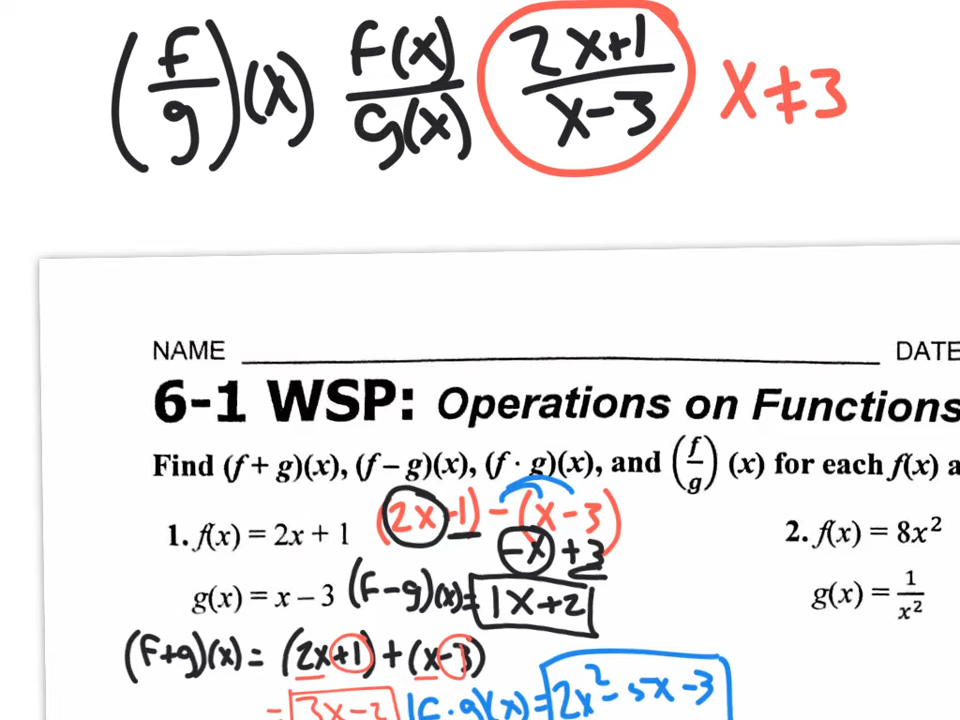 (f/g)(x) f(x)/g(x) (2x+1)/(x-3) x≠3
NAME DATE
6-1 WSP: Operations on Functions
Find (f + g)(x), (f – g)(x), (f · g)(x), and (f/g) (x) for each f(x) a
(2x-1) - (x-3)
1. f(x) = 2x + 1 2. f(x) = 8x²
-x + 3
g(x) = x – 3 (f-g)(x)= 1x+2 g(x) = 1/x²
(f+g)(x) = (2x+1) + (x-3)
= 3x-2 (f·g)(x)= 2x²-5x-3